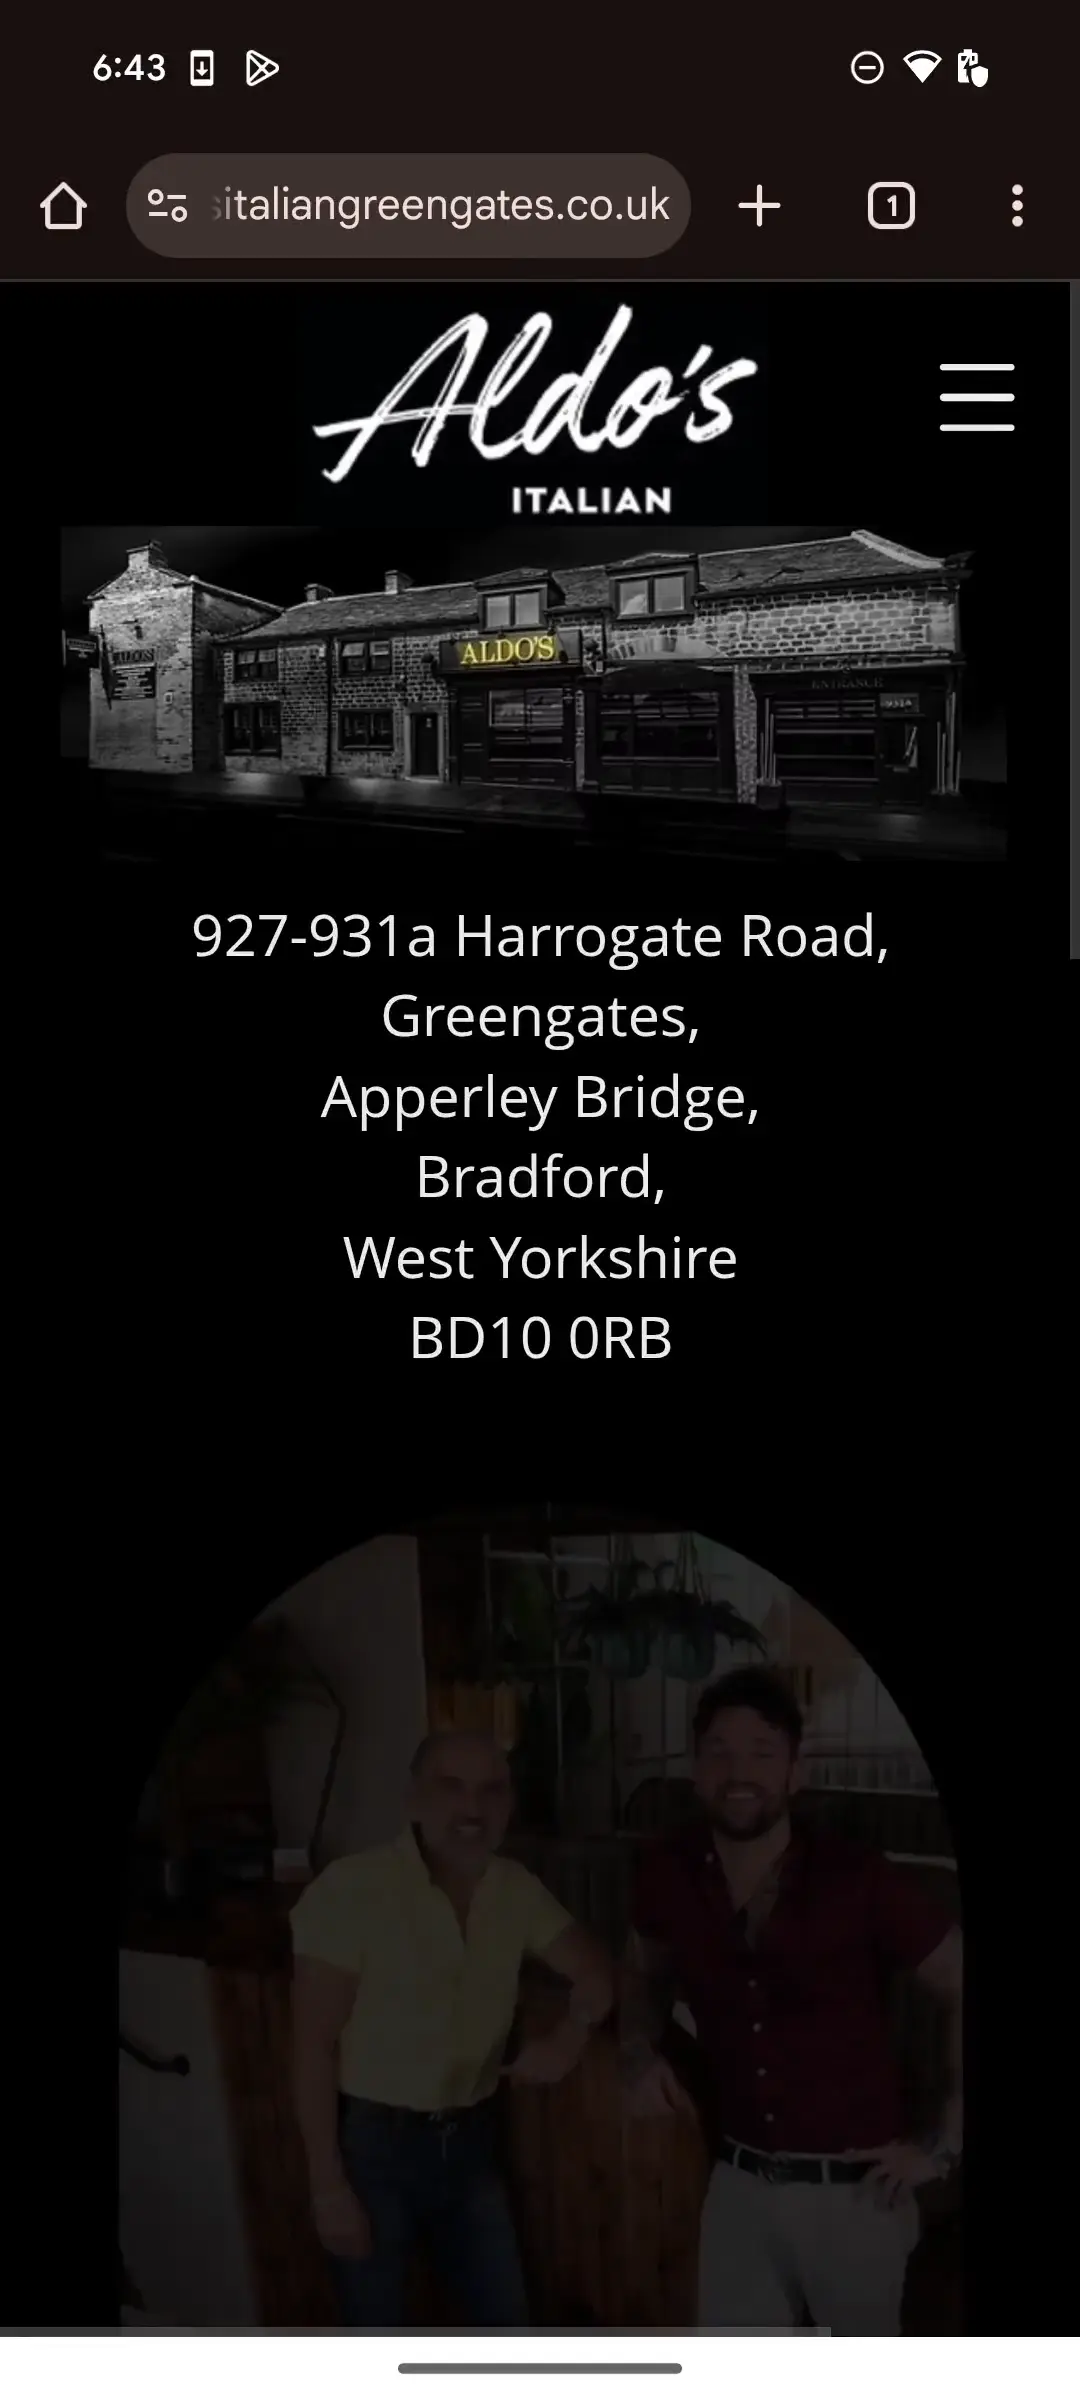 6:43
sitaliangreengates.co.uk
1
Aldo's
ITALIAN
ALDO'S
ENTRANCE
931A
927-931a Harrogate Road,
Greengates,
Apperley Bridge,
Bradford,
West Yorkshire
BD10 0RB